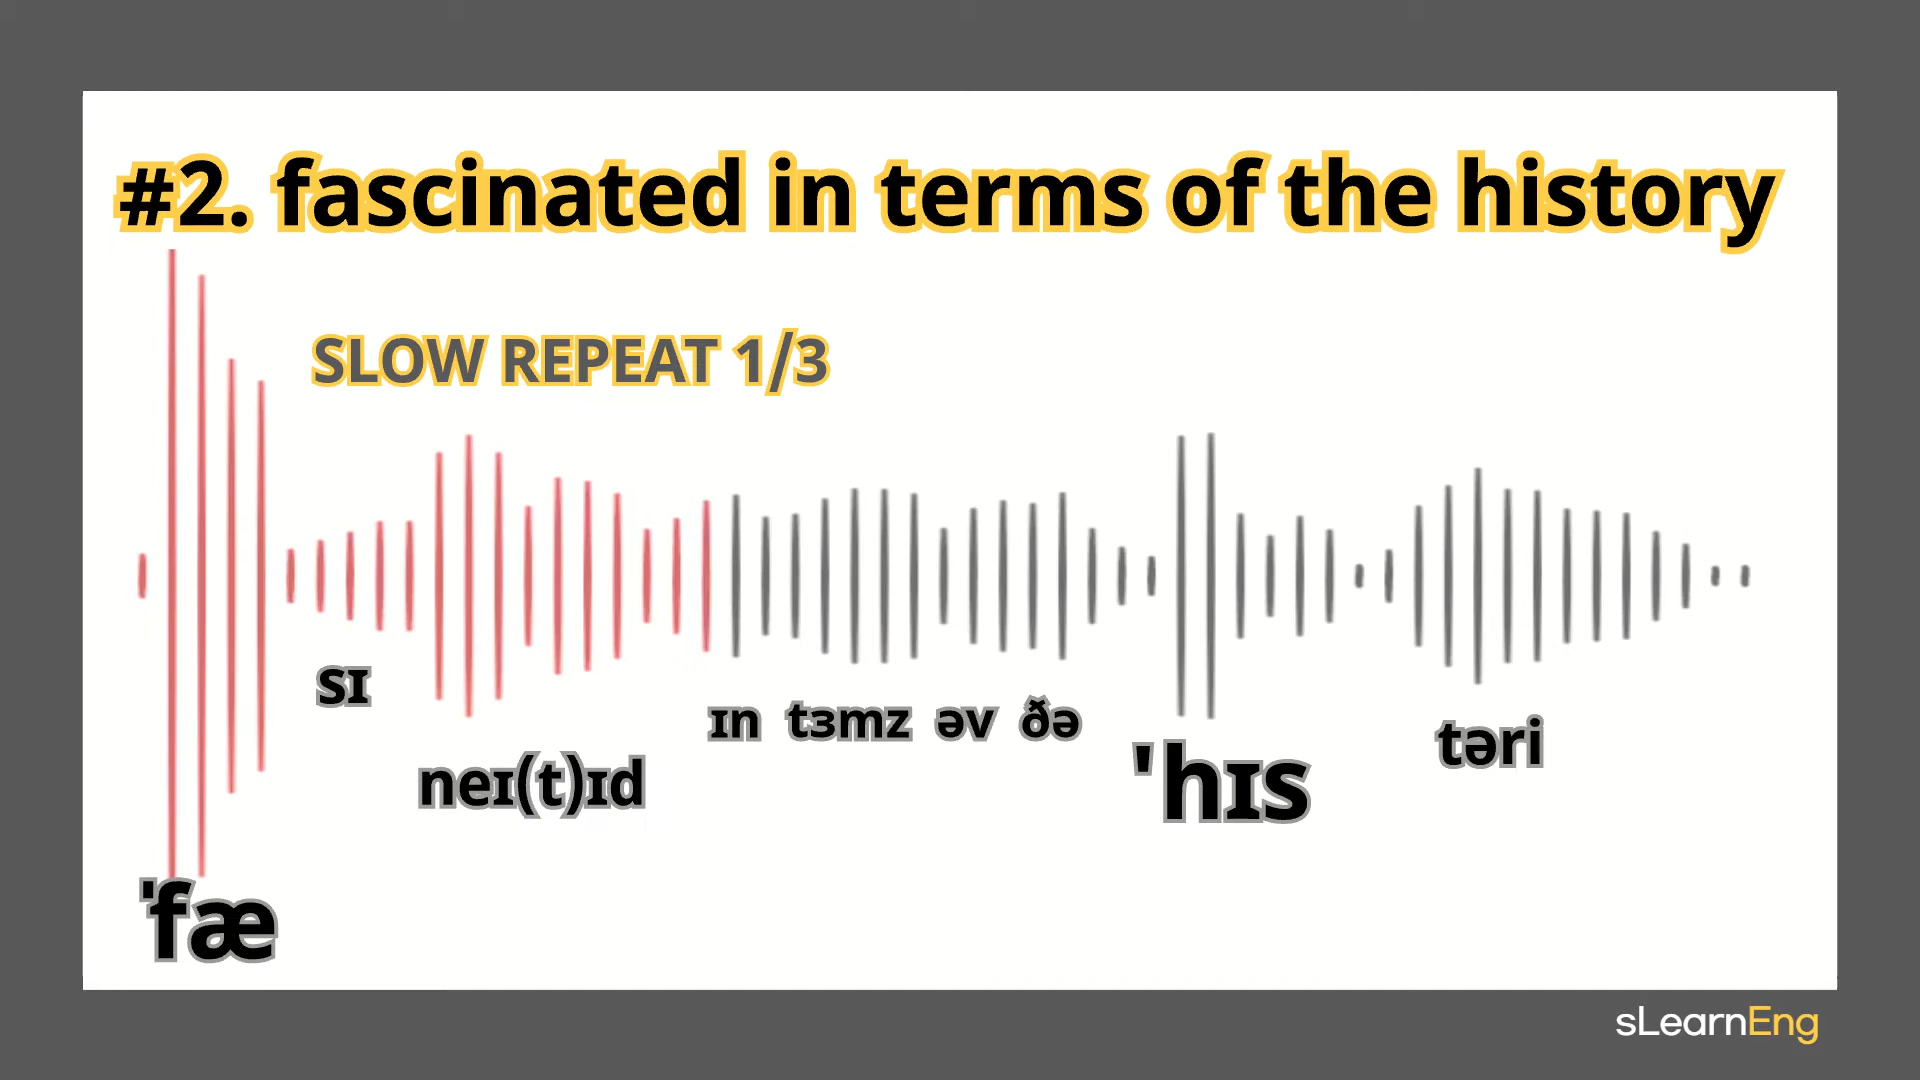 #2. fascinated in terms of the history
SLOW REPEAT 1/3
sɪ
ɪn tɜmz əv ðə
neɪ(t)ɪd
'hɪs
təri
'fæ
sLearnEng